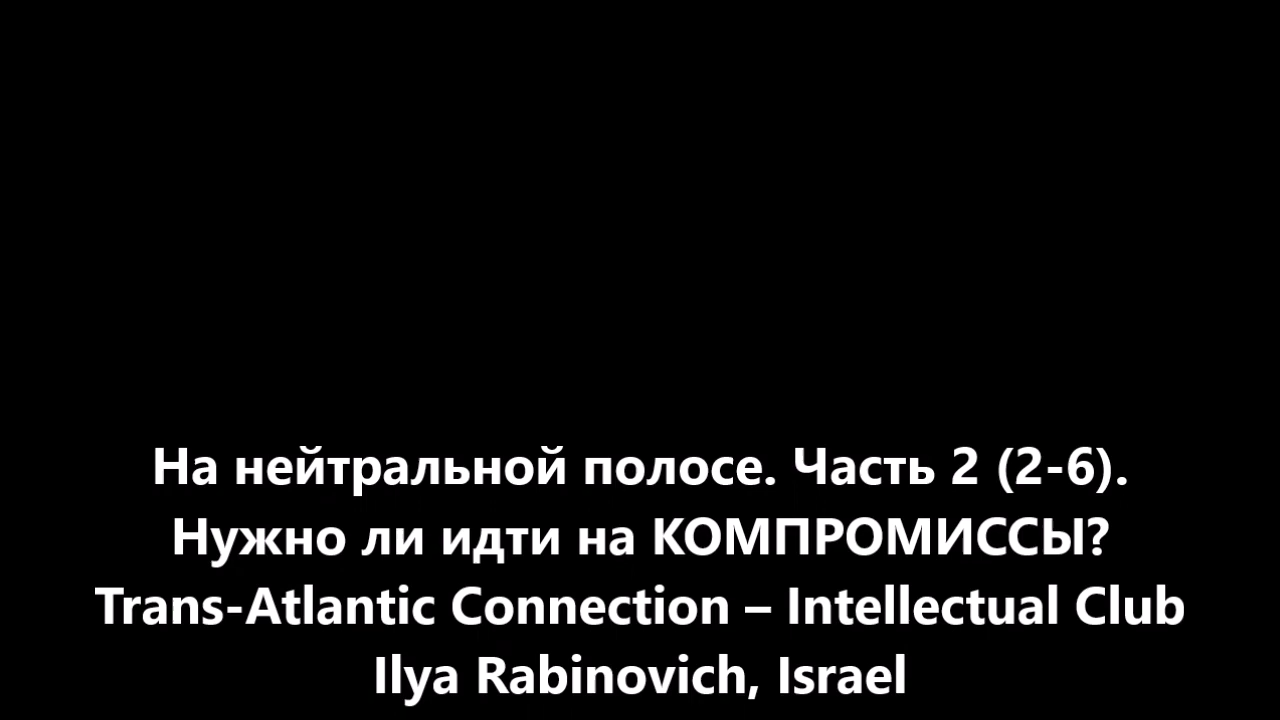 На нейтральной полосе. Часть 2 (2-6).
Нужно ли идти на КОМПРОМИССЫ?
Trans-Atlantic Connection – Intellectual Club
Ilya Rabinovich, Israel